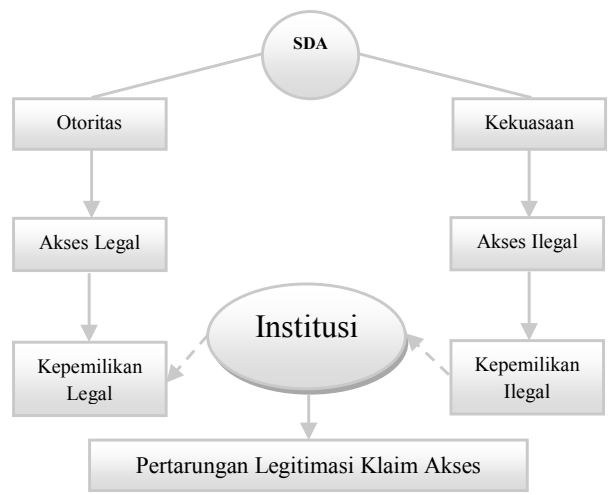 SDA
Otoritas
Kekuasaan
Akses Legal
Akses Ilegal
Institusi
Kepemilikan
Legal
Kepemilikan
Ilegal
Pertarungan Legitimasi Klaim Akses